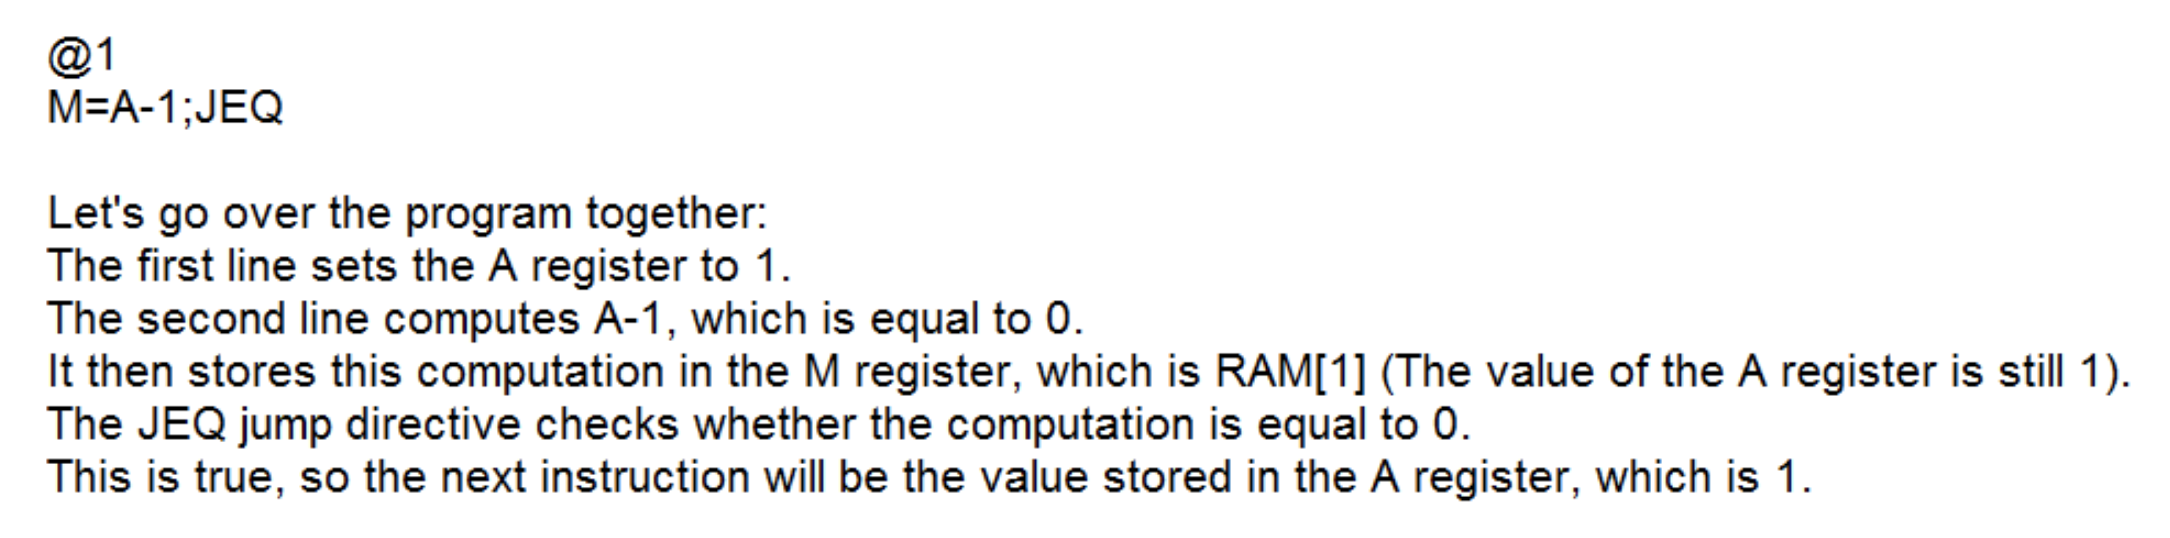 @1
M=A-1;JEQ
Let's go over the program together:
The first line sets the A register to 1.
The second line computes A-1, which is equal to 0.
It then stores this computation in the M register, which is RAM[1] (The value of the A register is still 1).
The JEQ jump directive checks whether the computation is equal to 0.
This is true, so the next instruction will be the value stored in the A register, which is 1.